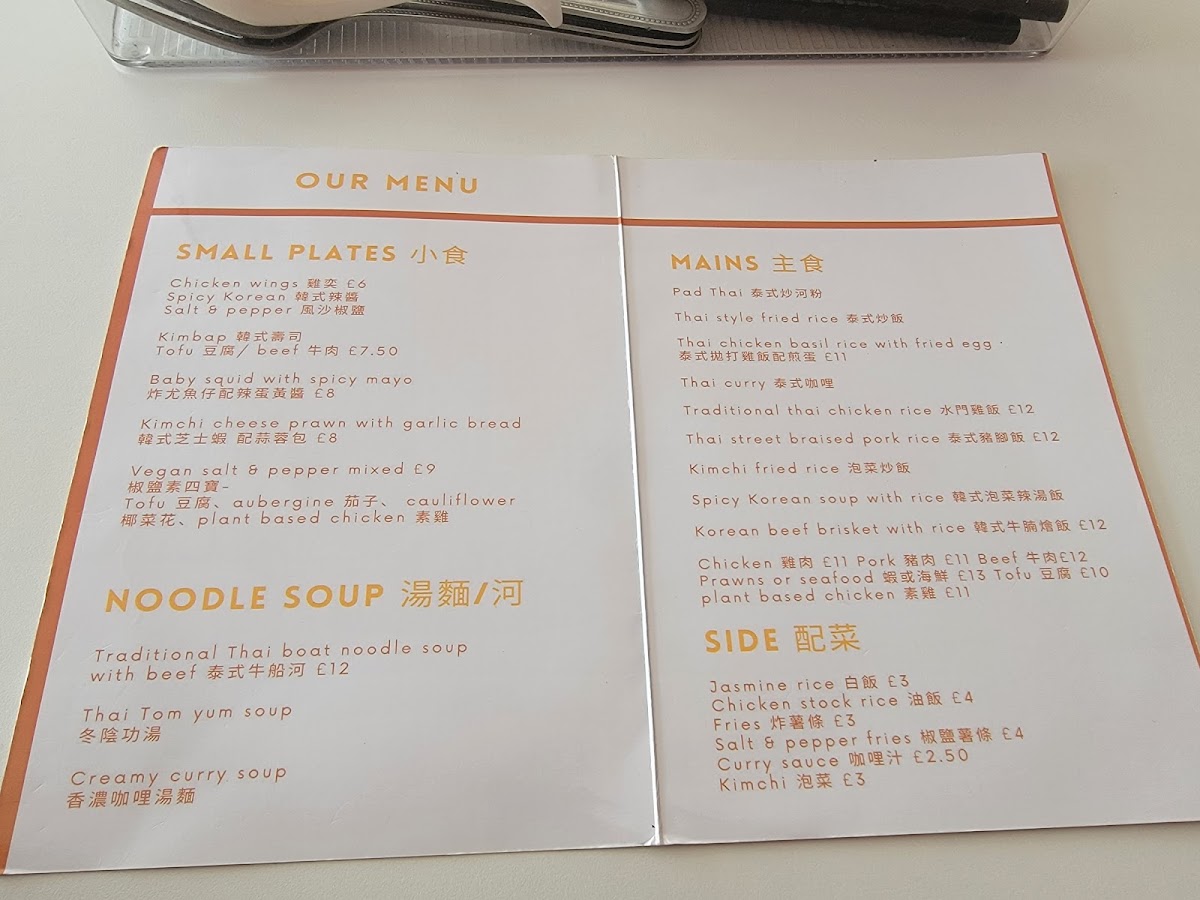 OUR MENU
SMALL PLATES 小食
Chicken wings 雞奕 £6
Spicy Korean 韓式辣醬
Salt & pepper 風沙椒鹽
Kimbap 韓式壽司
Tofu 豆腐/ beef 牛肉 £7.50
Baby squid with spicy mayo
炸尤魚仔配辣蛋黃醬 £8
Kimchi cheese prawn with garlic bread
韓式芝士蝦 配蒜蓉包 £8
Vegan salt & pepper mixed £9
椒鹽素四寶-
Tofu 豆腐、aubergine 茄子、 cauliflower
椰菜花、plant based chicken 素雞
NOODLE SOUP 湯麵/河
Traditional Thai boat noodle soup
with beef 泰式牛船河 £12
Thai Tom yum soup
冬陰功湯
Creamy curry soup
香濃咖哩湯麵
MAINS 主食
Pad Thai 泰式炒河粉
Thai style fried rice 泰式炒飯
Thai chicken basil rice with fried egg ·
泰式拋打雞飯配煎蛋 £11
Thai curry 泰式咖哩
Traditional thai chicken rice 水門雞飯 £12
Thai street braised pork rice 泰式豬腳飯 £12
Kimchi fried rice 泡菜炒飯
Spicy Korean soup with rice 韓式泡菜辣湯飯
Korean beef brisket with rice 韓式牛腩燴飯 £12
Chicken 雞肉 £11 Pork 豬肉 £11 Beef 牛肉£12
Prawns or seafood 蝦或海鮮 £13 Tofu 豆腐 £10
plant based chicken 素雞 £11
SIDE 配菜
Jasmine rice 白飯 £3
Chicken stock rice 油飯 £4
Fries 炸薯條 £3
Salt & pepper fries 椒鹽薯條 £4
Curry sauce 咖哩汁 £2.50
Kimchi 泡菜 £3